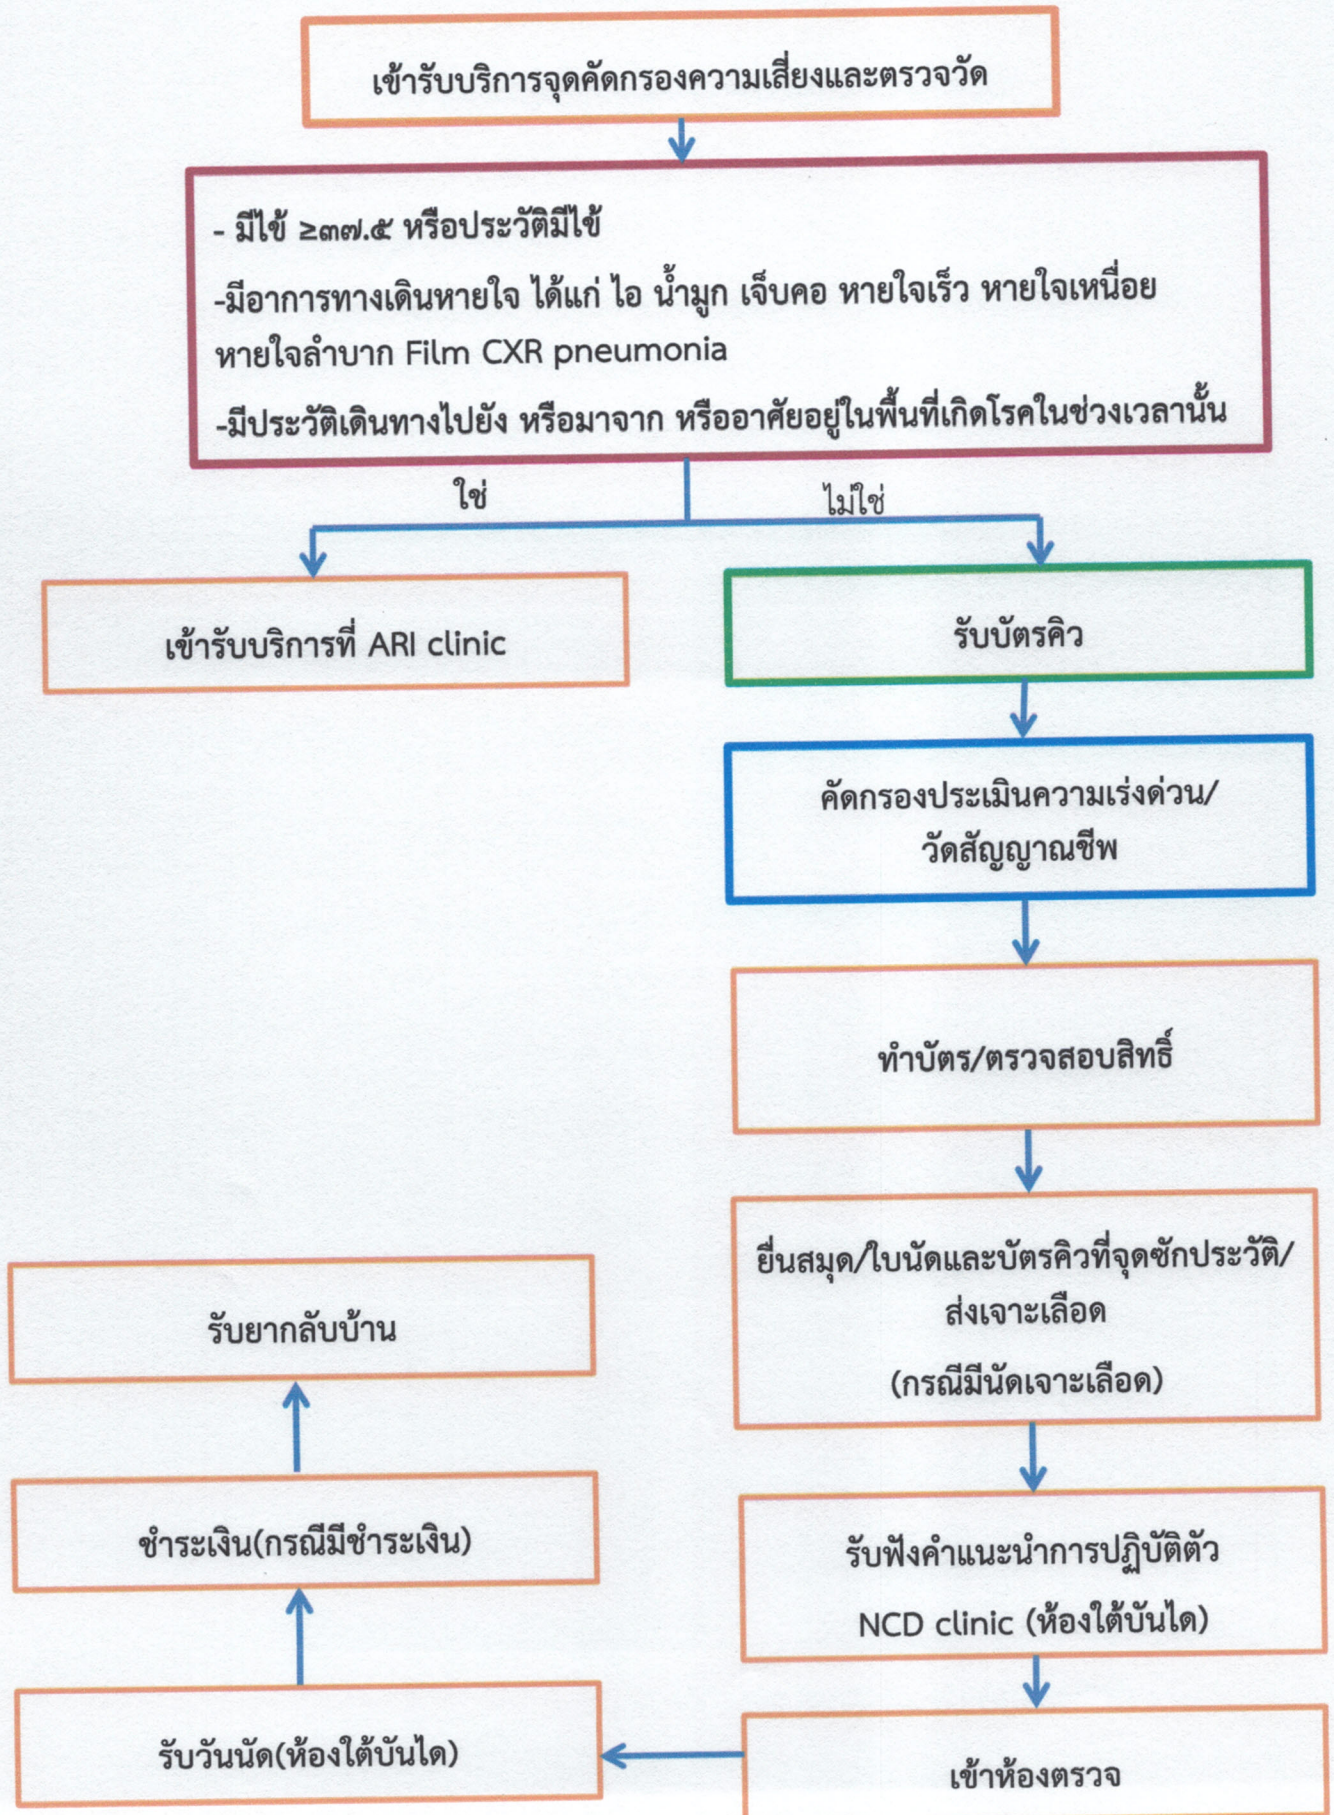 เข้ารับบริการจุดคัดกรองความเสี่ยงและตรวจวัด
- มีไข้ ≥๓๗.๕ หรือประวัติมีไข้
-มีอาการทางเดินหายใจ ได้แก่ ไอ น้ำมูก เจ็บคอ หายใจเร็ว หายใจเหนื่อย
หายใจลำบาก Film CXR pneumonia
-มีประวัติเดินทางไปยัง หรือมาจาก หรืออาศัยอยู่ในพื้นที่เกิดโรคในช่วงเวลานั้น
ใช่
ไม่ใช่
เข้ารับบริการที่ ARI clinic
รับบัตรคิว
คัดกรองประเมินความเร่งด่วน/
วัดสัญญาณชีพ
ทำบัตร/ตรวจสอบสิทธิ์
ยื่นสมุด/ใบนัดและบัตรคิวที่จุดซักประวัติ/
ส่งเจาะเลือด
(กรณีมีนัดเจาะเลือด)
รับฟังคำแนะนำการปฏิบัติตัว
NCD clinic (ห้องใต้บันได)
เข้าห้องตรวจ
รับวันนัด(ห้องใต้บันได)
ชำระเงิน(กรณีมีชำระเงิน)
รับยากลับบ้าน